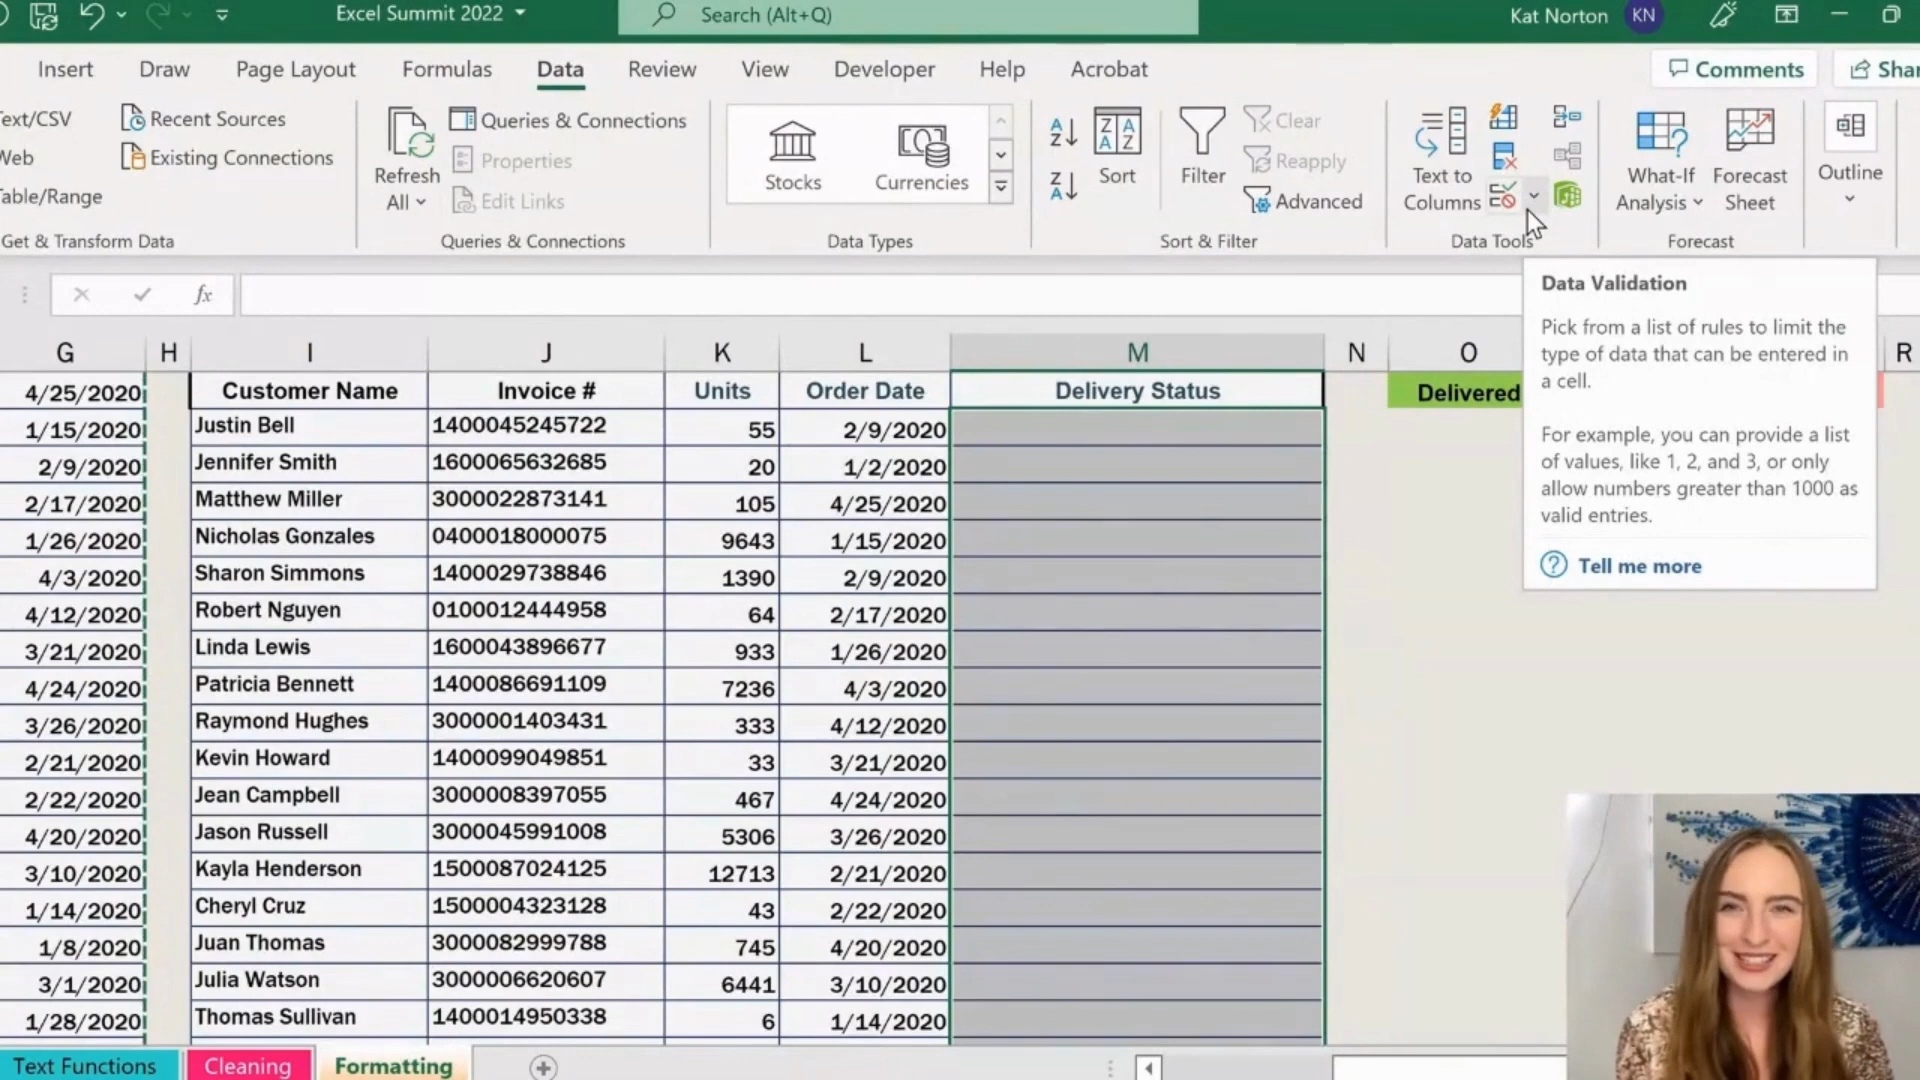 Excel Summit 2022
Search (Alt+Q)
Kat Norton KN
Insert Draw Page Layout Formulas Data Review View Developer Help Acrobat
Comments
Recent Sources
Existing Connections
Table/Range
Get & Transform Data
Refresh All
Queries & Connections
Properties
Edit Links
Queries & Connections
Stocks Currencies
Data Types
Sort
Filter
Clear
Reapply
Advanced
Sort & Filter
Text to Columns
Data Tools
What-If Analysis
Forecast Sheet
Forecast
Outline
fx
G H I J K L M N O R
4/25/2020 Customer Name Invoice # Units Order Date Delivery Status Delivered
1/15/2020 Justin Bell 1400045245722 55 2/9/2020
2/9/2020 Jennifer Smith 1600065632685 20 1/2/2020
2/17/2020 Matthew Miller 3000022873141 105 4/25/2020
1/26/2020 Nicholas Gonzales 0400018000075 9643 1/15/2020
4/3/2020 Sharon Simmons 1400029738846 1390 2/9/2020
4/12/2020 Robert Nguyen 0100012444958 64 2/17/2020
3/21/2020 Linda Lewis 1600043896677 933 1/26/2020
4/24/2020 Patricia Bennett 1400086691109 7236 4/3/2020
3/26/2020 Raymond Hughes 3000001403431 333 4/12/2020
2/21/2020 Kevin Howard 1400099049851 33 3/21/2020
2/22/2020 Jean Campbell 3000008397055 467 4/24/2020
4/20/2020 Jason Russell 3000045991008 5306 3/26/2020
3/10/2020 Kayla Henderson 1500087024125 12713 2/21/2020
1/14/2020 Cheryl Cruz 1500004323128 43 2/22/2020
1/8/2020 Juan Thomas 3000082999788 745 4/20/2020
3/1/2020 Julia Watson 3000006620607 6441 3/10/2020
1/28/2020 Thomas Sullivan 1400014950338 6 1/14/2020
Data Validation
Pick from a list of rules to limit the
type of data that can be entered in
a cell.
For example, you can provide a list
of values, like 1, 2, and 3, or only
allow numbers greater than 1000 as
valid entries.
Tell me more
Text Functions Cleaning Formatting